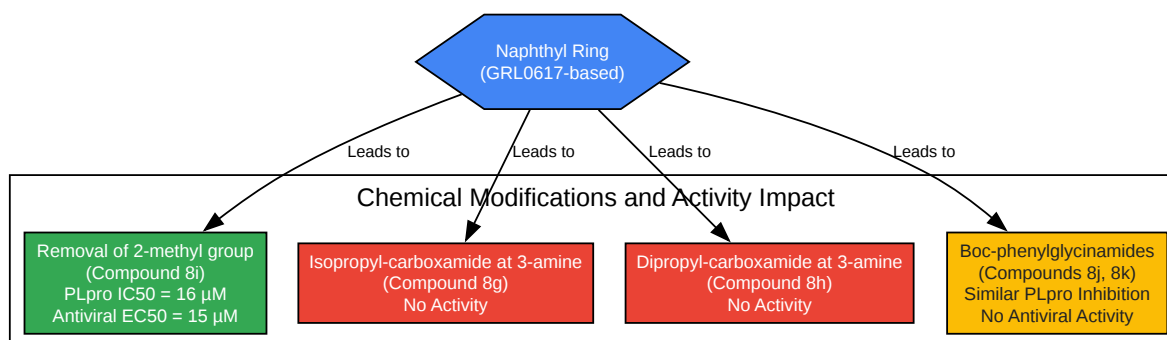 Naphthyl Ring
(GRL0617-based)
Leads to
Leads to
Leads to
Leads to
Chemical Modifications and Activity Impact
Removal of 2-methyl group
(Compound 8i)
PLpro IC50 = 16 µM
Antiviral EC50 = 15 µM
Isopropyl-carboxamide at 3-amine
(Compound 8g)
No Activity
Dipropyl-carboxamide at 3-amine
(Compound 8h)
No Activity
Boc-phenylglycinamides
(Compounds 8j, 8k)
Similar PLpro Inhibition
No Antiviral Activity